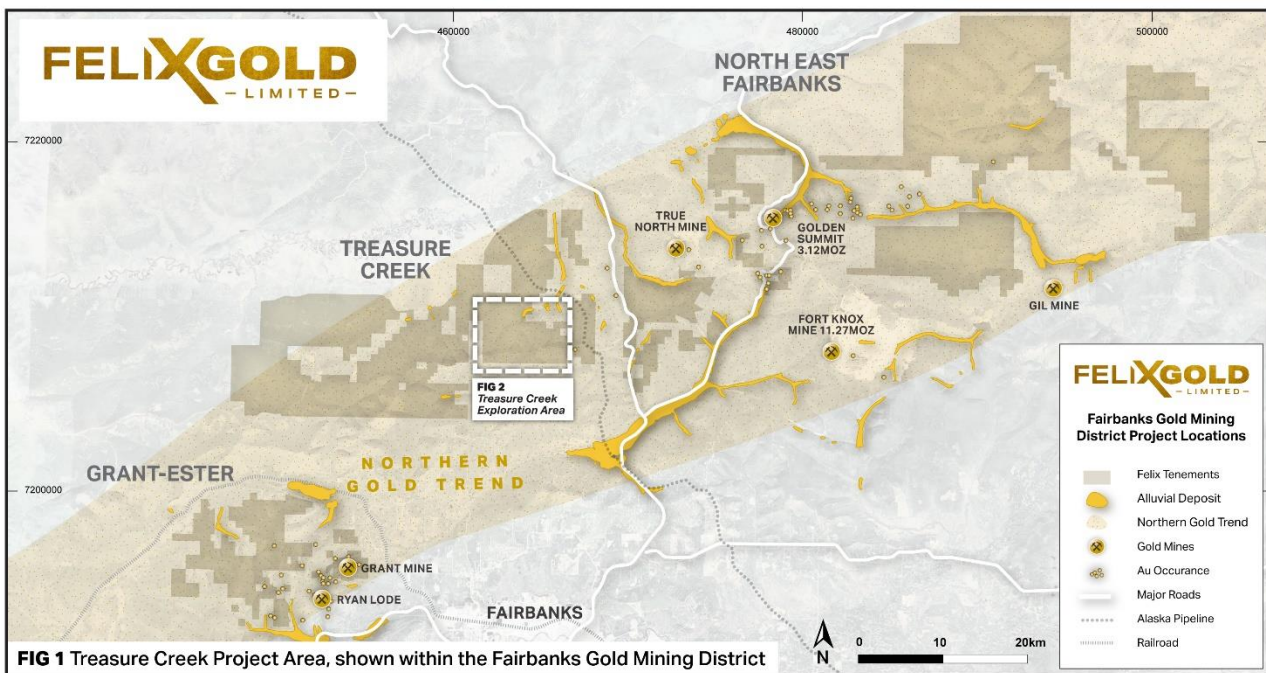 FELIXGOLD
– LIMITED –
460000
480000
500000
7220000
7200000
NORTH EAST
FAIRBANKS
TREASURE
CREEK
TRUE
NORTH MINE
GOLDEN
SUMMIT
3.12MOZ
GIL MINE
FORT KNOX
MINE 11.27MOZ
FIG 2
Treasure Creek
Exploration Area
GRANT-ESTER
NORTHERN
GOLD TREND
GRANT MINE
RYAN LODE
FAIRBANKS
N
0 10 20km
FELIXGOLD
– LIMITED –
Fairbanks Gold Mining
District Project Locations
Felix Tenements
Alluvial Deposit
Northern Gold Trend
Gold Mines
Au Occurance
Major Roads
Alaska Pipeline
Railroad
FIG 1 Treasure Creek Project Area, shown within the Fairbanks Gold Mining District